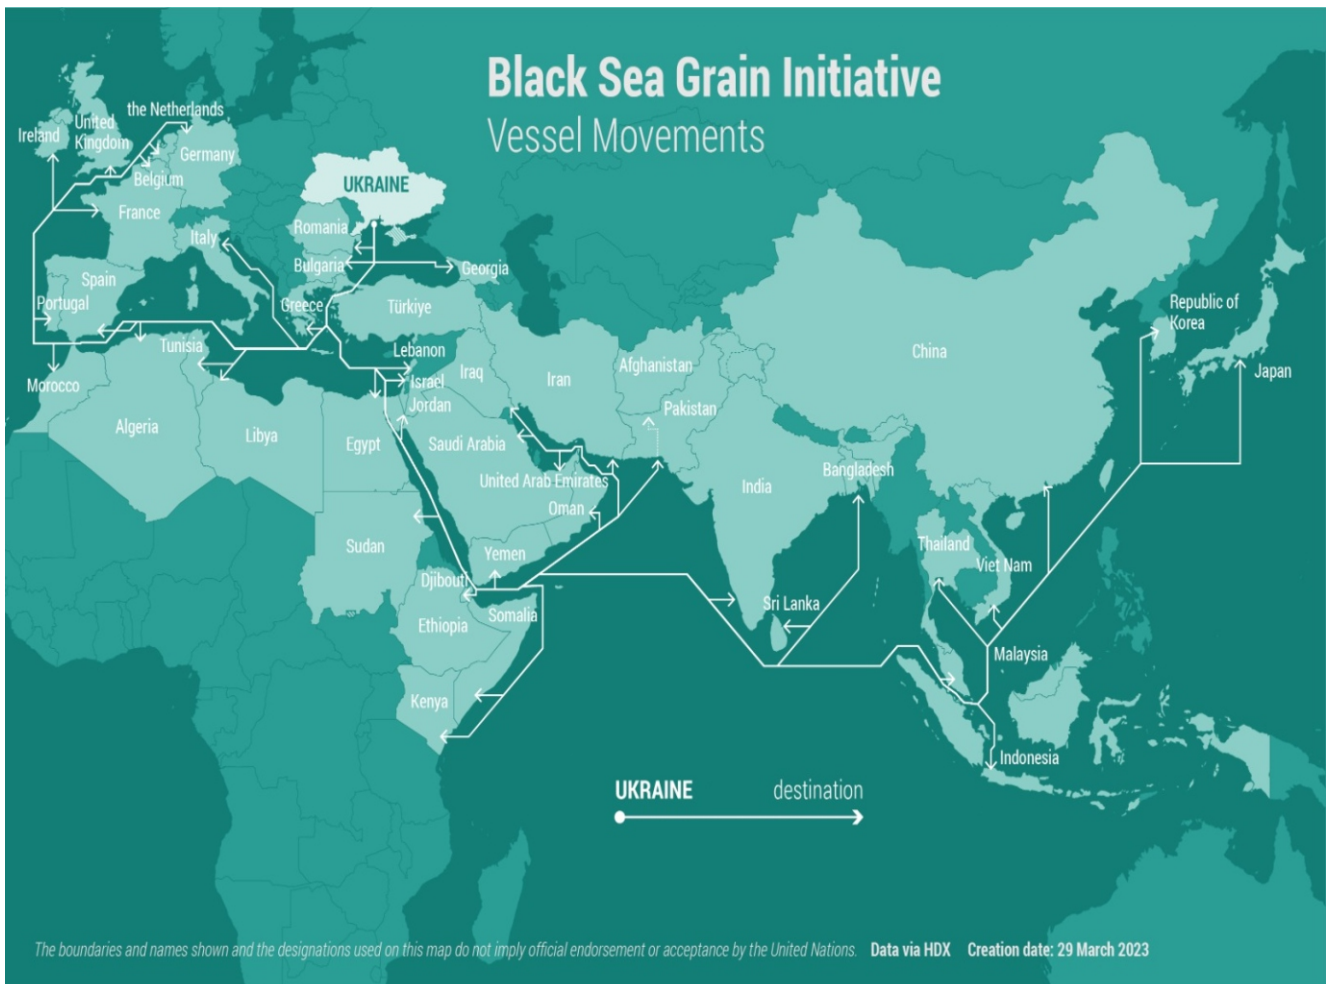 Black Sea Grain Initiative
Vessel Movements
the Netherlands
Ireland
United
Kingdom
Germany
Belgium
UKRAINE
France
Romania
Italy
Bulgaria
Georgia
Spain
Portugal
Greece
Türkiye
Republic of
Korea
Tunisia
Lebanon
China
Afghanistan
Iraq
Iran
Japan
Morocco
Israel
Jordan
Pakistan
Algeria
Libya
Egypt
Saudi Arabia
Bangladesh
United Arab Emirates
India
Oman
Sudan
Yemen
Thailand
Viet Nam
Djibouti
Sri Lanka
Somalia
Ethiopia
Malaysia
Kenya
Indonesia
UKRAINE destination
The boundaries and names shown and the designations used on this map do not imply official endorsement or acceptance by the United Nations. Data via HDX Creation date: 29 March 2023